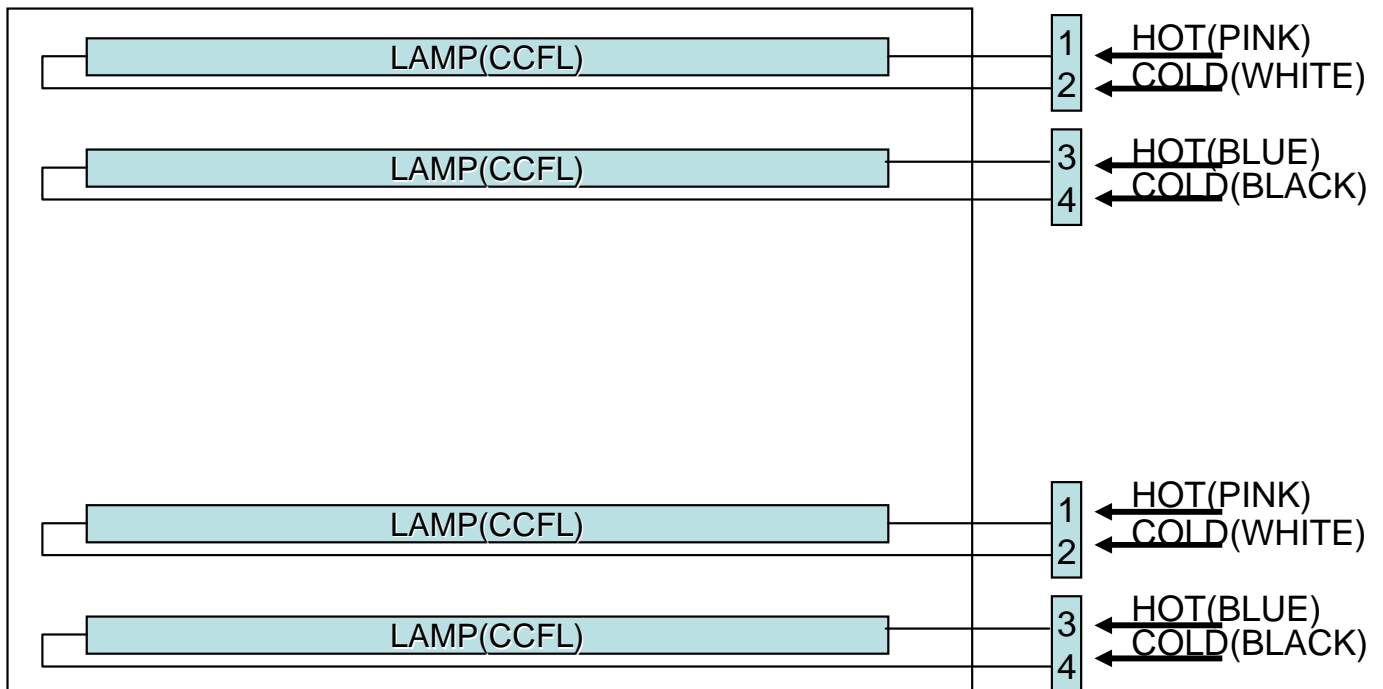 LAMP(CCFL)
1
HOT(PINK)
2
COLD(WHITE)
LAMP(CCFL)
3
HOT(BLUE)
4
COLD(BLACK)
LAMP(CCFL)
1
HOT(PINK)
2
COLD(WHITE)
LAMP(CCFL)
3
HOT(BLUE)
4
COLD(BLACK)